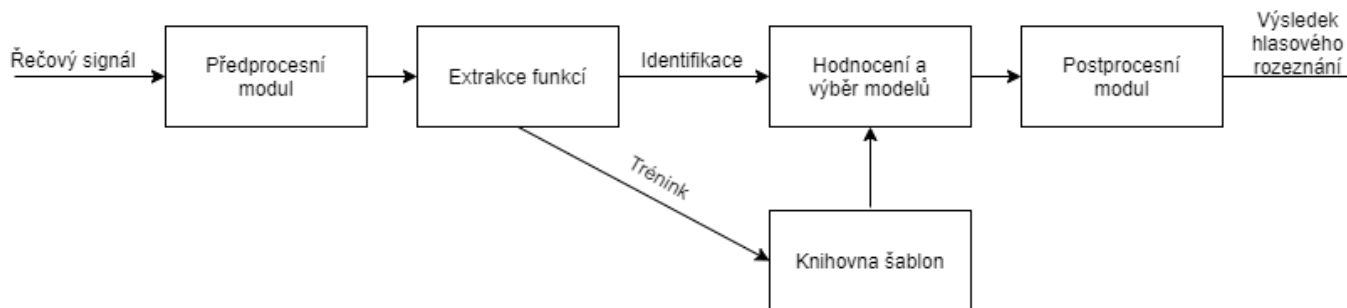 Řečový signál
Předprocesní
modul
Extrakce funkcí
Identifikace
Hodnocení a
výběr modelů
Postprocesní
modul
Výsledek
hlasového
rozeznání
Trénink
Knihovna šablon